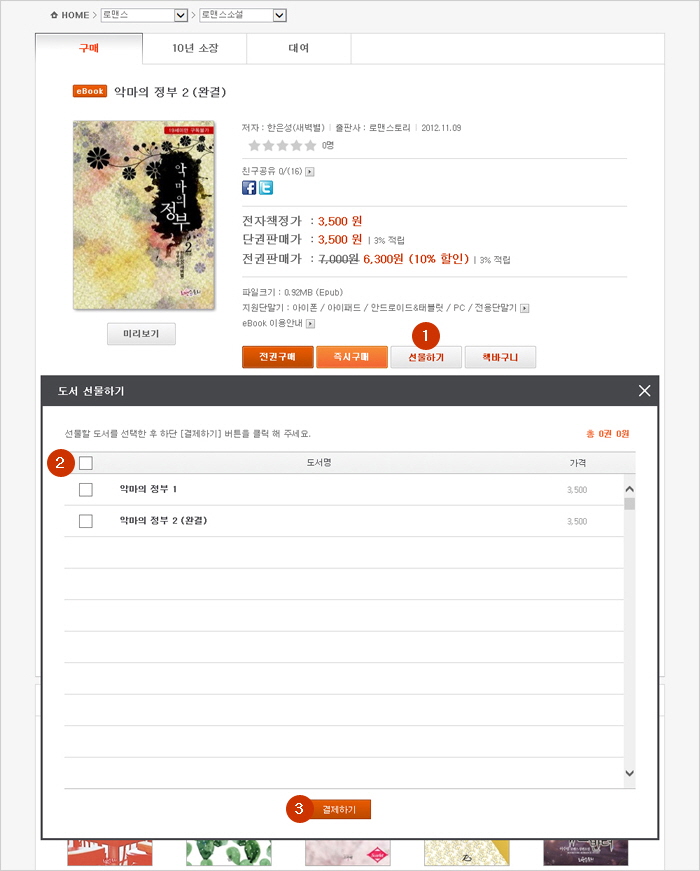 HOME > 로맨스 > 로맨스소설
구매 10년 소장 대여
eBook 악마의 정부 2 (완결)
저자 : 한은성(새벽별) | 출판사 : 로맨스토리 | 2012.11.09
0명
19세미만 구독불가
악마의
정부
2
친구공유 0/(16)
전자책정가 : 3,500 원
단권판매가 : 3,500 원 | 3% 적립
전권판매가 : 7,000원 6,300원 (10% 할인) | 3% 적립
파일크기 : 0.92MB (Epub)
지원단말기 : 아이폰 / 아이패드 / 안드로이드&태블릿 / PC / 전용단말기
eBook 이용안내
미리보기
1
전권구매 즉시구매 선물하기 책바구니
도서 선물하기
선물할 도서를 선택한 후 하단 [결제하기] 버튼을 클릭 해 주세요.
총 0권 0원
2 도서명 가격
악마의 정부 1 3,500
악마의 정부 2 (완결) 3,500
3 결제하기